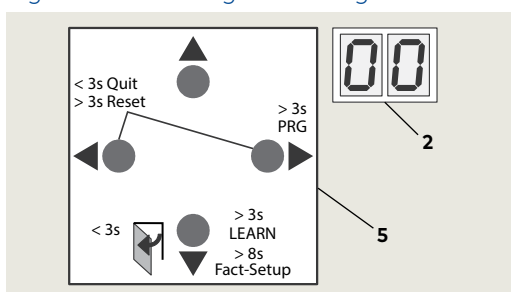 00
< 3s Quit
> 3s Reset
> 3s
PRG
2
< 3s
> 3s
LEARN
> 8s
Fact-Setup
5